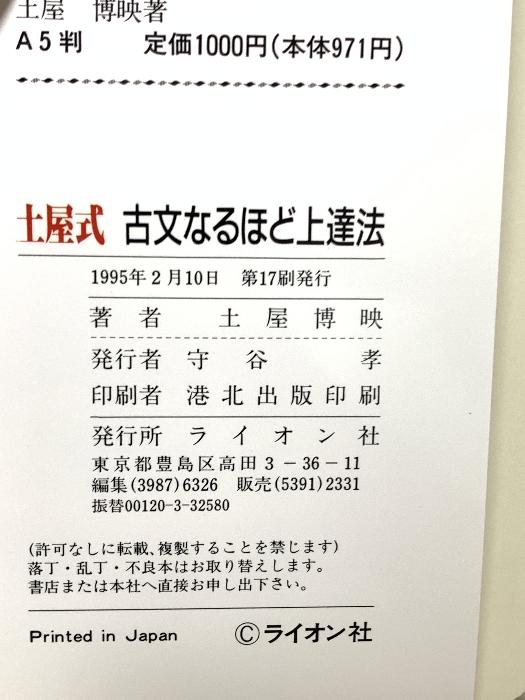 土屋　博映著
A5判　定価1000円(本体971円)
土屋式 古文なるほど上達法
1995年2月10日　第17刷発行
著者　土屋博映
発行者　守谷　孝
印刷者　港北出版印刷
発行所　ライオン社
東京都豊島区高田3－36－11
編集(3987)6326　販売(5391)2331
振替00120-3-32580
(許可なしに転載、複製することを禁じます)
落丁・乱丁・不良本はお取り替えします。
書店または本社へ直接お申し出下さい。
Printed in Japan　©ライオン社